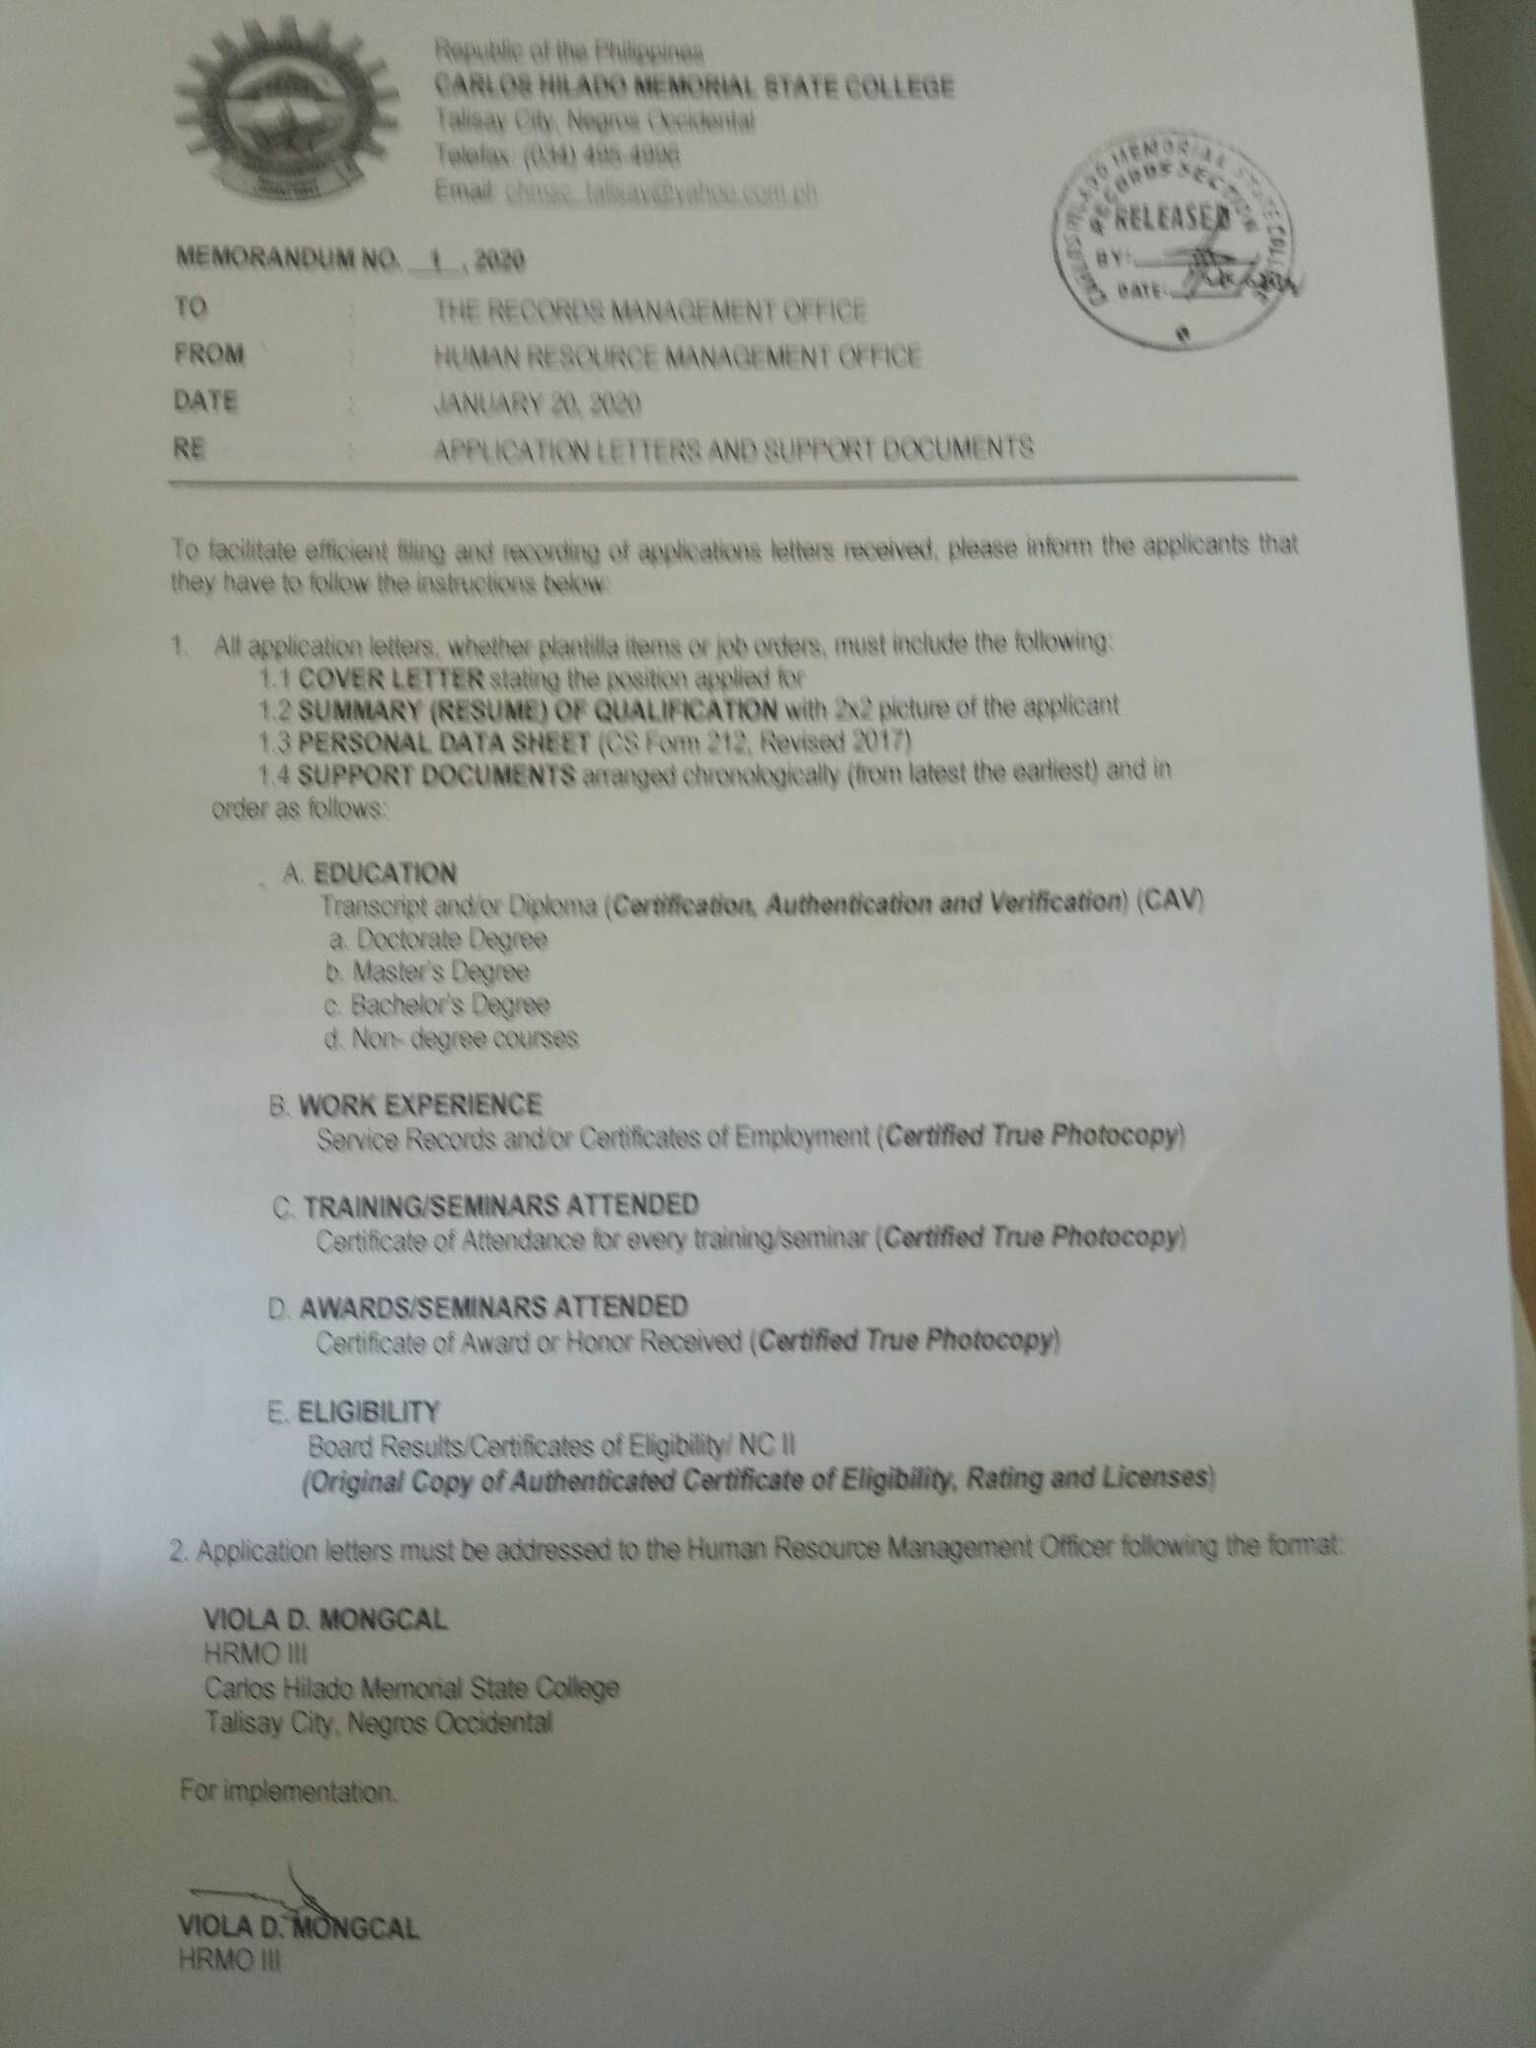 Republic of the Philippines
CARLOS HILADO MEMORIAL STATE COLLEGE
Talisay City, Negros Occidental
Telefax: (034) 495-4996
Email: chmsc_talisay@yahoo.com.ph
CARLOS HILADO MEMORIAL STATE COLLEGE
RECORDS SECTION
RELEASED
BY:
DATE:
MEMORANDUM NO. 1, 2020
TO : THE RECORDS MANAGEMENT OFFICE
FROM : HUMAN RESOURCE MANAGEMENT OFFICE
DATE : JANUARY 20, 2020
RE : APPLICATION LETTERS AND SUPPORT DOCUMENTS
To facilitate efficient filing and recording of applications letters received, please inform the applicants that
they have to follow the instructions below:
1. All application letters, whether plantilla items or job orders, must include the following:
1.1 COVER LETTER stating the position applied for
1.2 SUMMARY (RESUME) OF QUALIFICATION with 2x2 picture of the applicant
1.3 PERSONAL DATA SHEET (CS Form 212, Revised 2017)
1.4 SUPPORT DOCUMENTS arranged chronologically (from latest the earliest) and in
order as follows:
A. EDUCATION
Transcript and/or Diploma (Certification, Authentication and Verification) (CAV)
a. Doctorate Degree
b. Master's Degree
c. Bachelor's Degree
d. Non- degree courses
B. WORK EXPERIENCE
Service Records and/or Certificates of Employment (Certified True Photocopy)
C. TRAINING/SEMINARS ATTENDED
Certificate of Attendance for every training/seminar (Certified True Photocopy)
D. AWARDS/SEMINARS ATTENDED
Certificate of Award or Honor Received (Certified True Photocopy)
E. ELIGIBILITY
Board Results/Certificates of Eligibility/ NC II
(Original Copy of Authenticated Certificate of Eligibility, Rating and Licenses)
2. Application letters must be addressed to the Human Resource Management Officer following the format:
VIOLA D. MONGCAL
HRMO III
Carlos Hilado Memorial State College
Talisay City, Negros Occidental
For implementation.
VIOLA D. MONGCAL
HRMO III